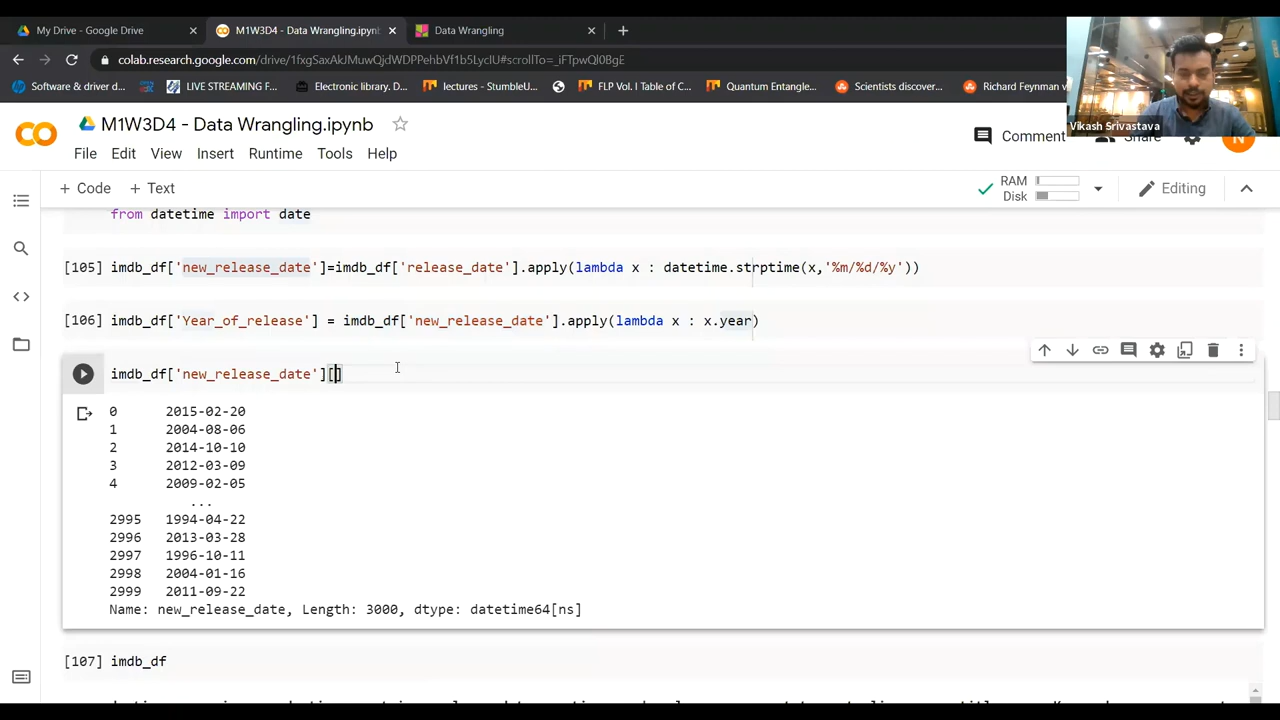 My Drive - Google Drive
M1W3D4 - Data Wrangling.ipynb
Data Wrangling
colab.research.google.com
Software & driver d...
LIVE STREAMING F...
Electronic library. D...
lectures - StumbleU...
FLP Vol. I Table of C...
Quantum Entangle...
Scientists discover...
Richard Feynman v
Vikash Srivastava
M1W3D4 - Data Wrangling.ipynb
Comment
Share
N
File Edit View Insert Runtime Tools Help
+ Code + Text
RAM
Disk
Editing
from datetime import date
[105] imdb_df['new_release_date']=imdb_df['release_date'].apply(lambda x : datetime.strptime(x,'%m/%d/%y'))
[106] imdb_df['Year_of_release'] = imdb_df['new_release_date'].apply(lambda x : x.year)
imdb_df['new_release_date'][]
0 2015-02-20
1 2004-08-06
2 2014-10-10
3 2012-03-09
4 2009-02-05
...
2995 1994-04-22
2996 2013-03-28
2997 1996-10-11
2998 2004-01-16
2999 2011-09-22
Name: new_release_date, Length: 3000, dtype: datetime64[ns]
[107] imdb_df